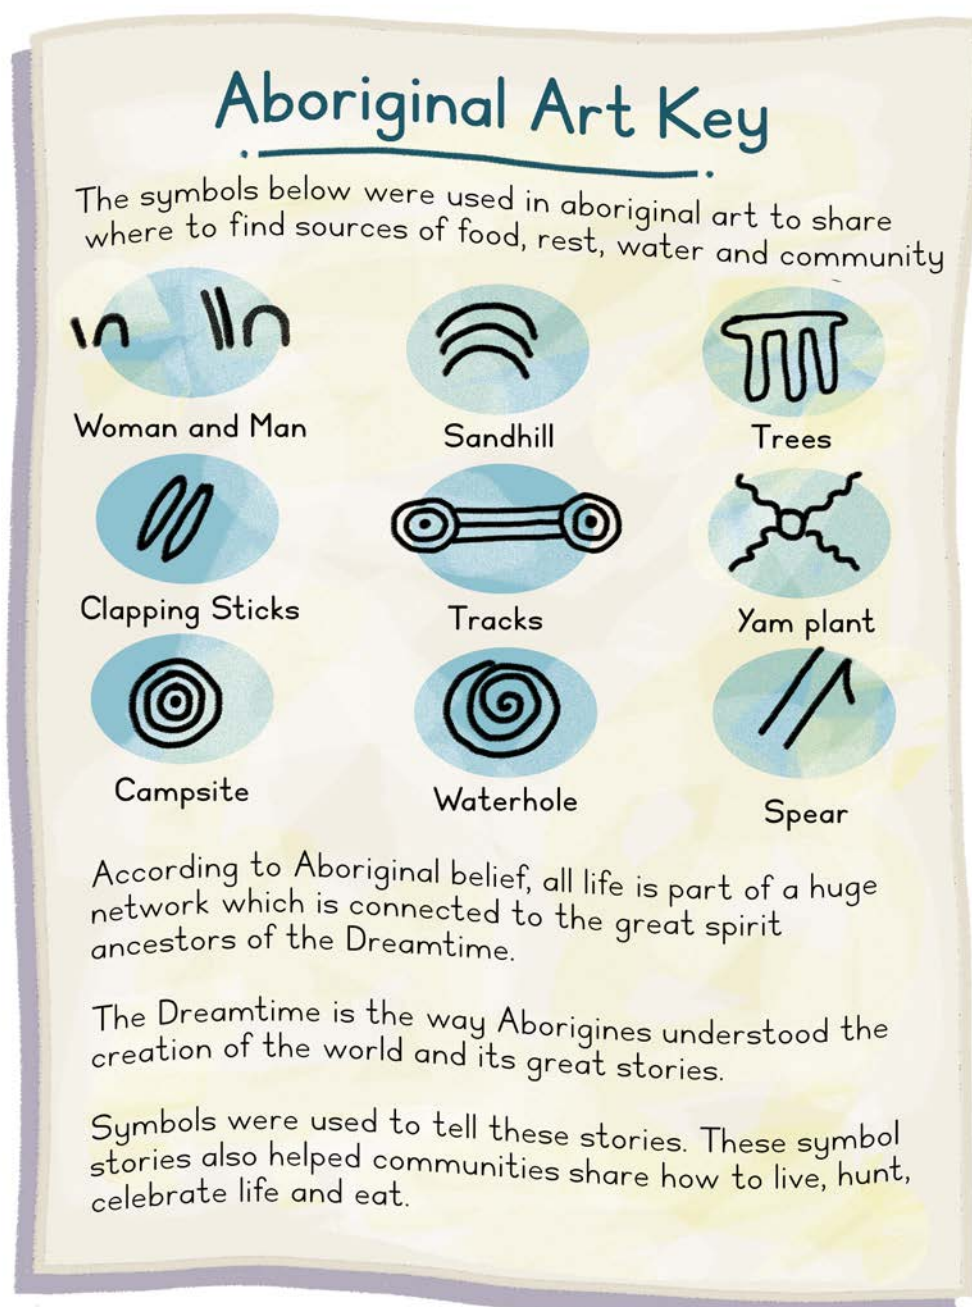 Aboriginal Art Key
The symbols below were used in aboriginal art to share
where to find sources of food, rest, water and community
Woman and Man
Sandhill
Trees
Clapping Sticks
Tracks
Yam plant
Campsite
Waterhole
Spear
According to Aboriginal belief, all life is part of a huge
network which is connected to the great spirit
ancestors of the Dreamtime.
The Dreamtime is the way Aborigines understood the
creation of the world and its great stories.
Symbols were used to tell these stories. These symbol
stories also helped communities share how to live, hunt,
celebrate life and eat.